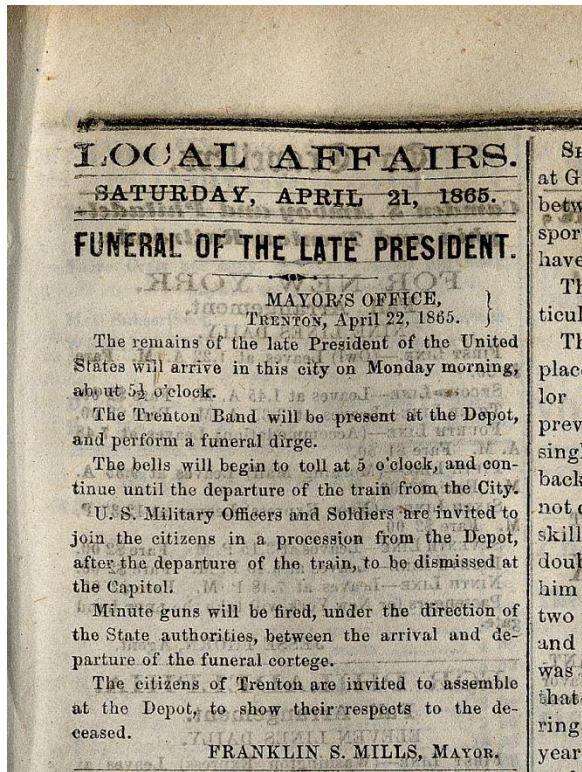 LOCAL AFFAIRS.
SATURDAY, APRIL 21, 1865.
FUNERAL OF THE LATE PRESIDENT.
MAYOR'S OFFICE,
TRENTON, April 22, 1865.
The remains of the late President of the United
States will arrive in this city on Monday morning,
about 5½ o'clock.
The Trenton Band will be present at the Depot,
and perform a funeral dirge.
The bells will begin to toll at 5 o'clock, and con-
tinue until the departure of the train from the City.
U. S. Military Officers and Soldiers are invited to
join the citizens in a procession from the Depot,
after the departure of the train, to be dismissed at
the Capitol.
Minute guns will be fired, under the direction of
the State authorities, between the arrival and de-
parture of the funeral cortege.
The citizens of Trenton are invited to assemble
at the Depot, to show their respects to the de-
ceased.
FRANKLIN S. MILLS, MAYOR.
at G
betw
spor
have
Th
ticul
Th
place
lor
prev
sing
back
not
skill
doub
him
two
and
was
that
ring
year